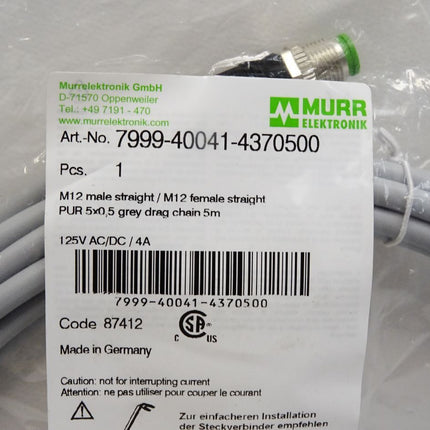 Murrelektronik GmbH
D-71570 Oppenweiler
Tel.: +49 7191 - 470
www.murrelektronik.com
MURR
ELEKTRONIK
Art.-No. 7999-40041-4370500
Pcs. 1
M12 male straight / M12 female straight
PUR 5x0,5 grey drag chain 5m
125V AC/DC / 4A
7999-40041-4370500
Code 87412
C SA US
Made in Germany
Caution: not for interrupting current
Attention: ne pas utiliser pour couper le courant
Zur einfacheren Installation
der Steckverbinder empfehlen